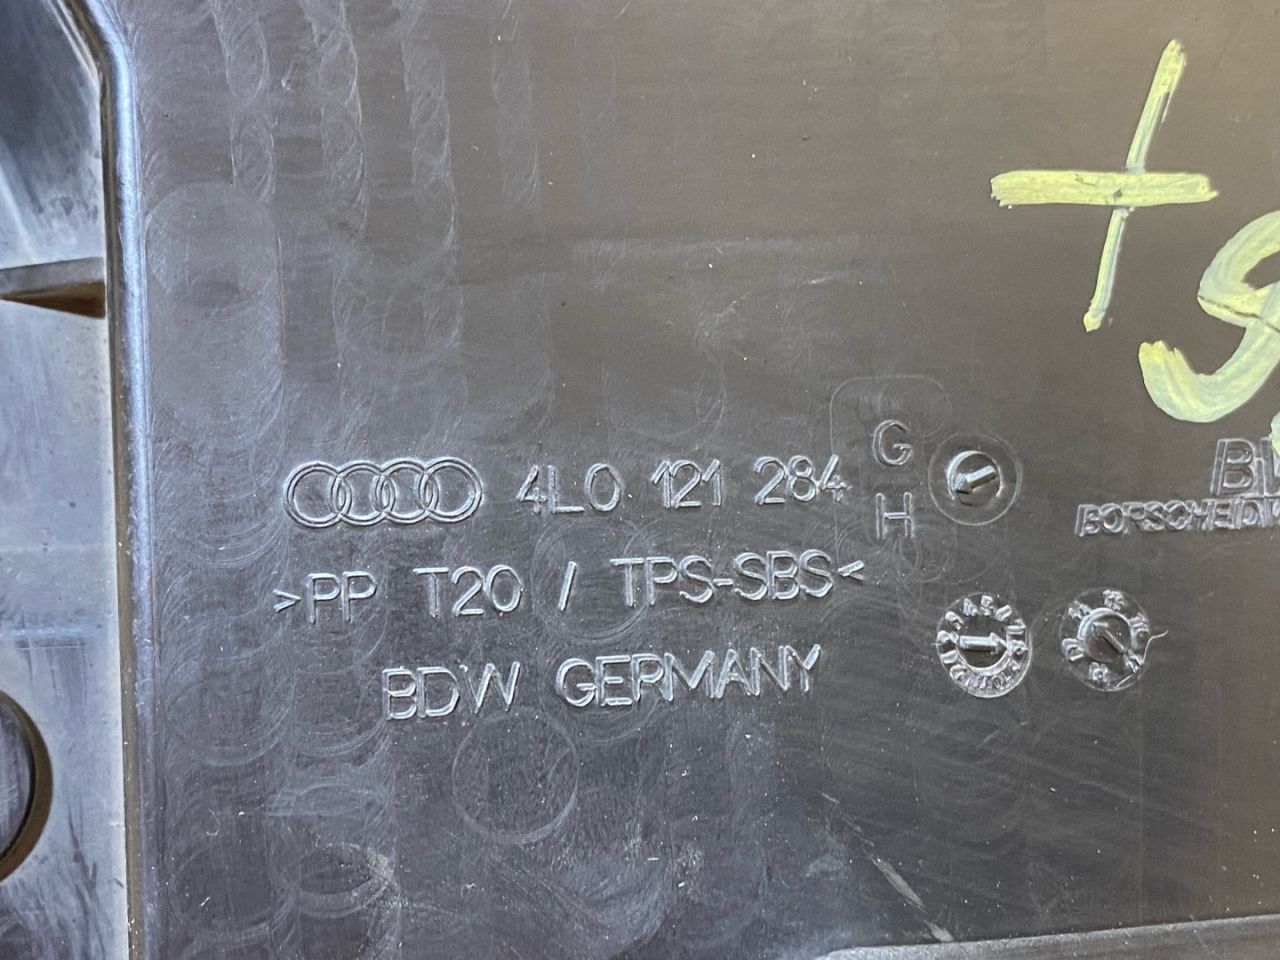 4L0 121 284
G
H
>PP T20 / TPS-SBS<
BDW GERMANY